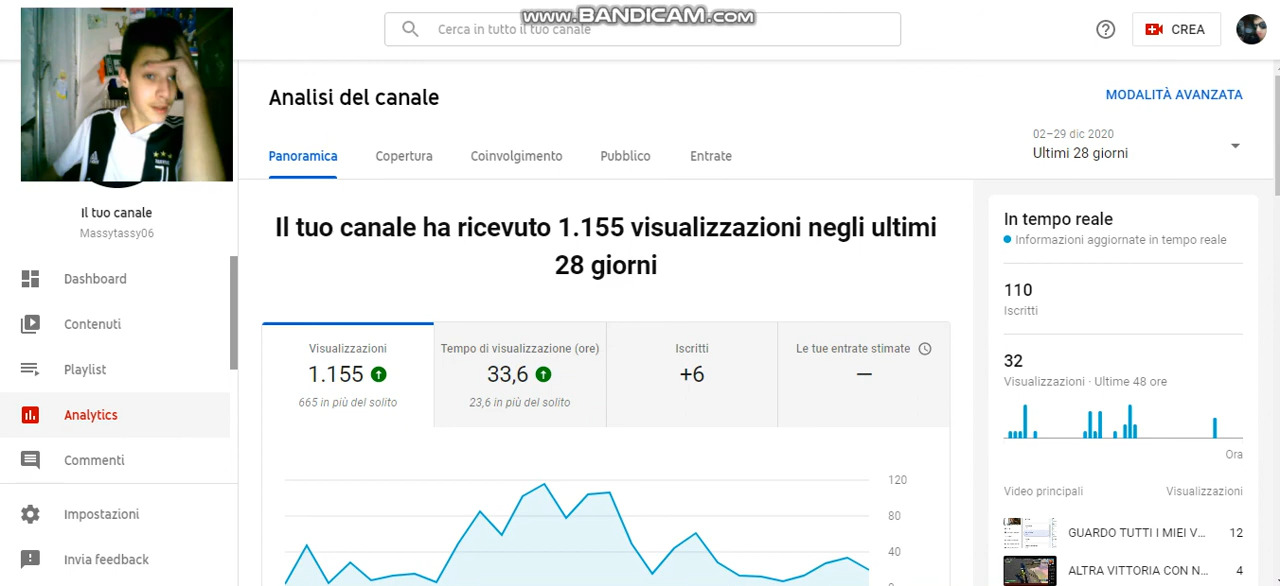 www.BANDICAM.com
Cerca in tutto il tuo canale
CREA
Analisi del canale
MODALITÀ AVANZATA
02–29 dic 2020
Ultimi 28 giorni
Panoramica
Copertura
Coinvolgimento
Pubblico
Entrate
Il tuo canale
Massytassy06
Dashboard
Contenuti
Playlist
Analytics
Commenti
Impostazioni
Invia feedback
Il tuo canale ha ricevuto 1.155 visualizzazioni negli ultimi
28 giorni
Visualizzazioni
1.155
665 in più del solito
Tempo di visualizzazione (ore)
33,6
23,6 in più del solito
Iscritti
+6
Le tue entrate stimate
—
120
80
40
In tempo reale
Informazioni aggiornate in tempo reale
110
Iscritti
32
Visualizzazioni · Ultime 48 ore
Ora
Video principali
Visualizzazioni
GUARDO TUTTI I MIEI V...
12
ALTRA VITTORIA CON N...
4